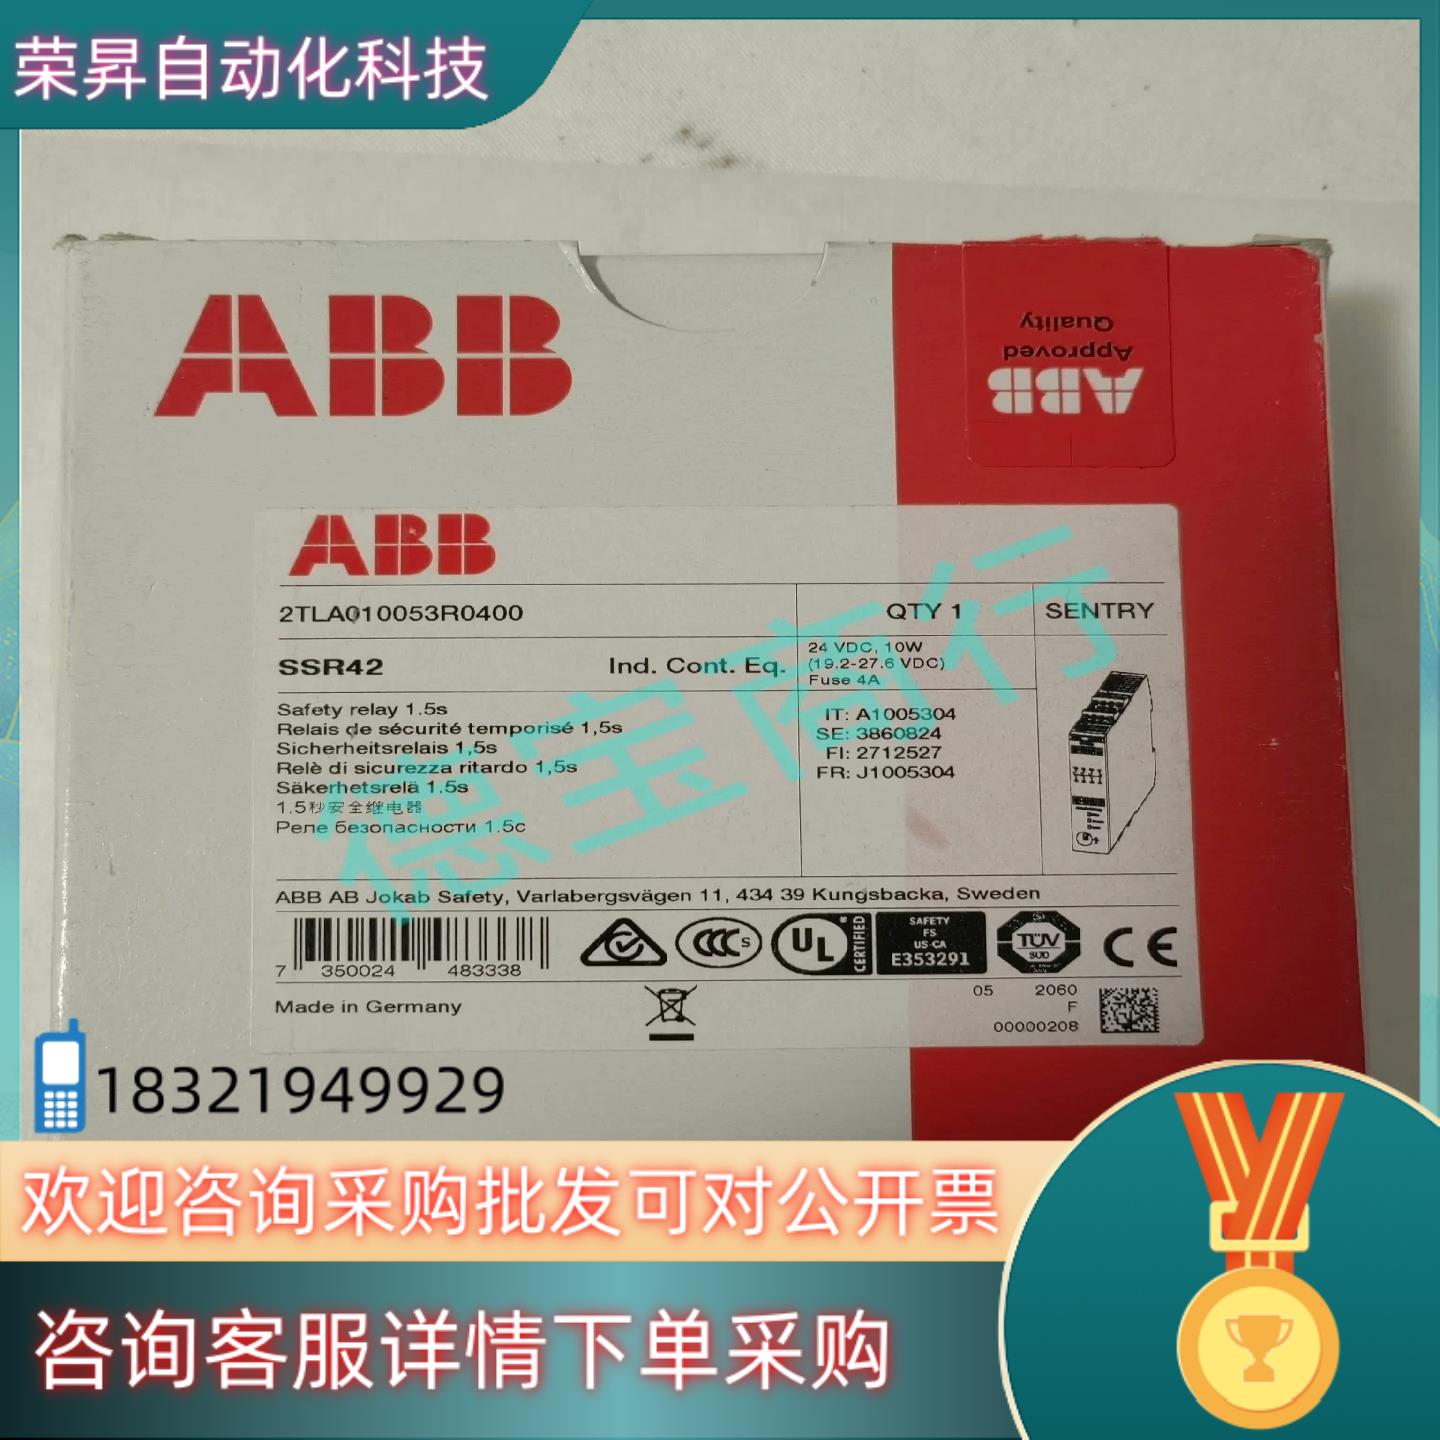 荣昇自动化科技
ABB
Quality
Approved
ABB
ABB
2TLA010053R0400
QTY 1
SENTRY
SSR42
Ind. Cont. Eq.
24 VDC, 10W
(19.2-27.6 VDC)
Fuse 4A
Safety relay 1.5s
Relais de sécurité temporisé 1,5s
Sicherheitsrelais 1,5s
Relè di sicurezza ritardo 1,5s
Säkerhetsrelä 1.5s
1.5秒安全继电器
Реле безопасности 1.5с
IT: A1005304
SE: 3860824
FI: 2712527
FR: J1005304
德宝商行
ABB AB Jokab Safety, Varlabergsvägen 11, 434 39 Kungsbacka, Sweden
7 350024 483338
CCC S
UL CERTIFIED
SAFETY
FS
US-CA
E353291
TÜV
SÜD
CE
Made in Germany
05 2060
F
00000208
18321949929
欢迎咨询采购批发可对公开票
咨询客服详情下单采购